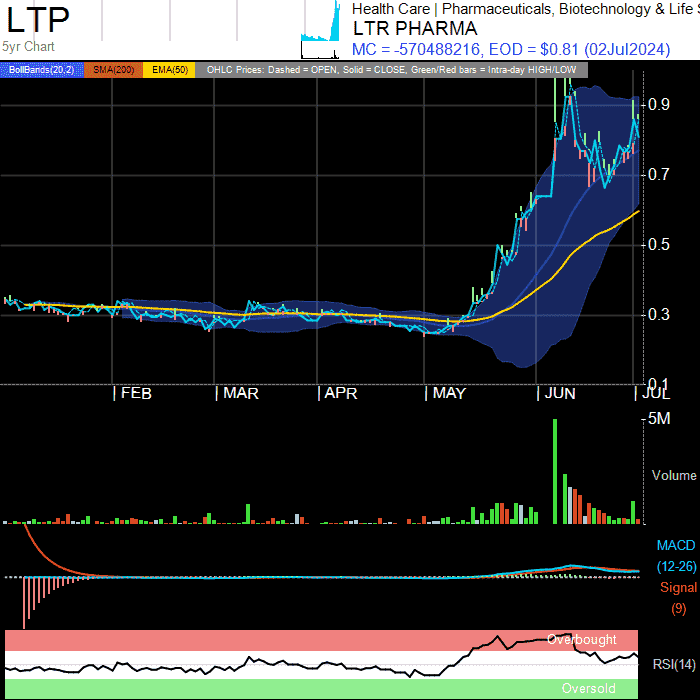 LTP
Health Care | Pharmaceuticals, Biotechnology & Life
LTR PHARMA
5yr Chart
MC = -570488216, EOD = $0.81 (02Jul2024)
BollBands(20,2) SMA(200) EMA(50) OHLC Prices: Dashed = OPEN, Solid = CLOSE, Green/Red bars = Intra-day HIGH/LOW
0.9
0.7
0.5
0.3
0.1
| FEB | MAR | APR | MAY | JUN | JUL
5M
Volume
MACD
(12-26)
Signal
(9)
Overbought
RSI(14)
Oversold